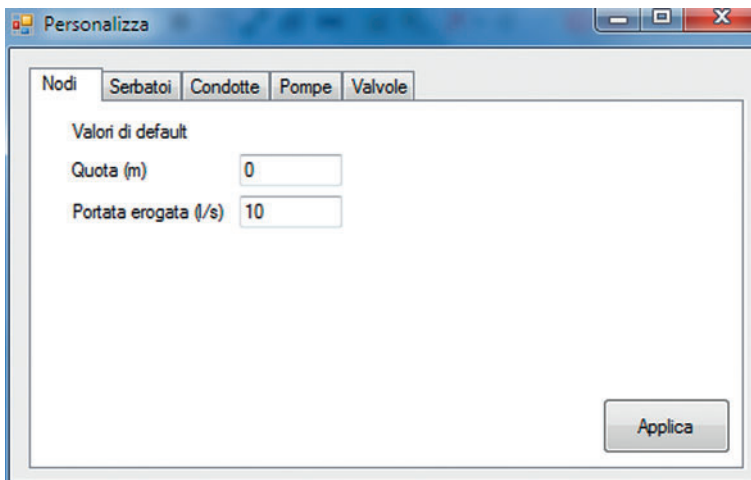 Personalizza
Nodi Serbatoi Condotte Pompe Valvole
Valori di default
Quota (m) 0
Portata erogata (l/s) 10
Applica